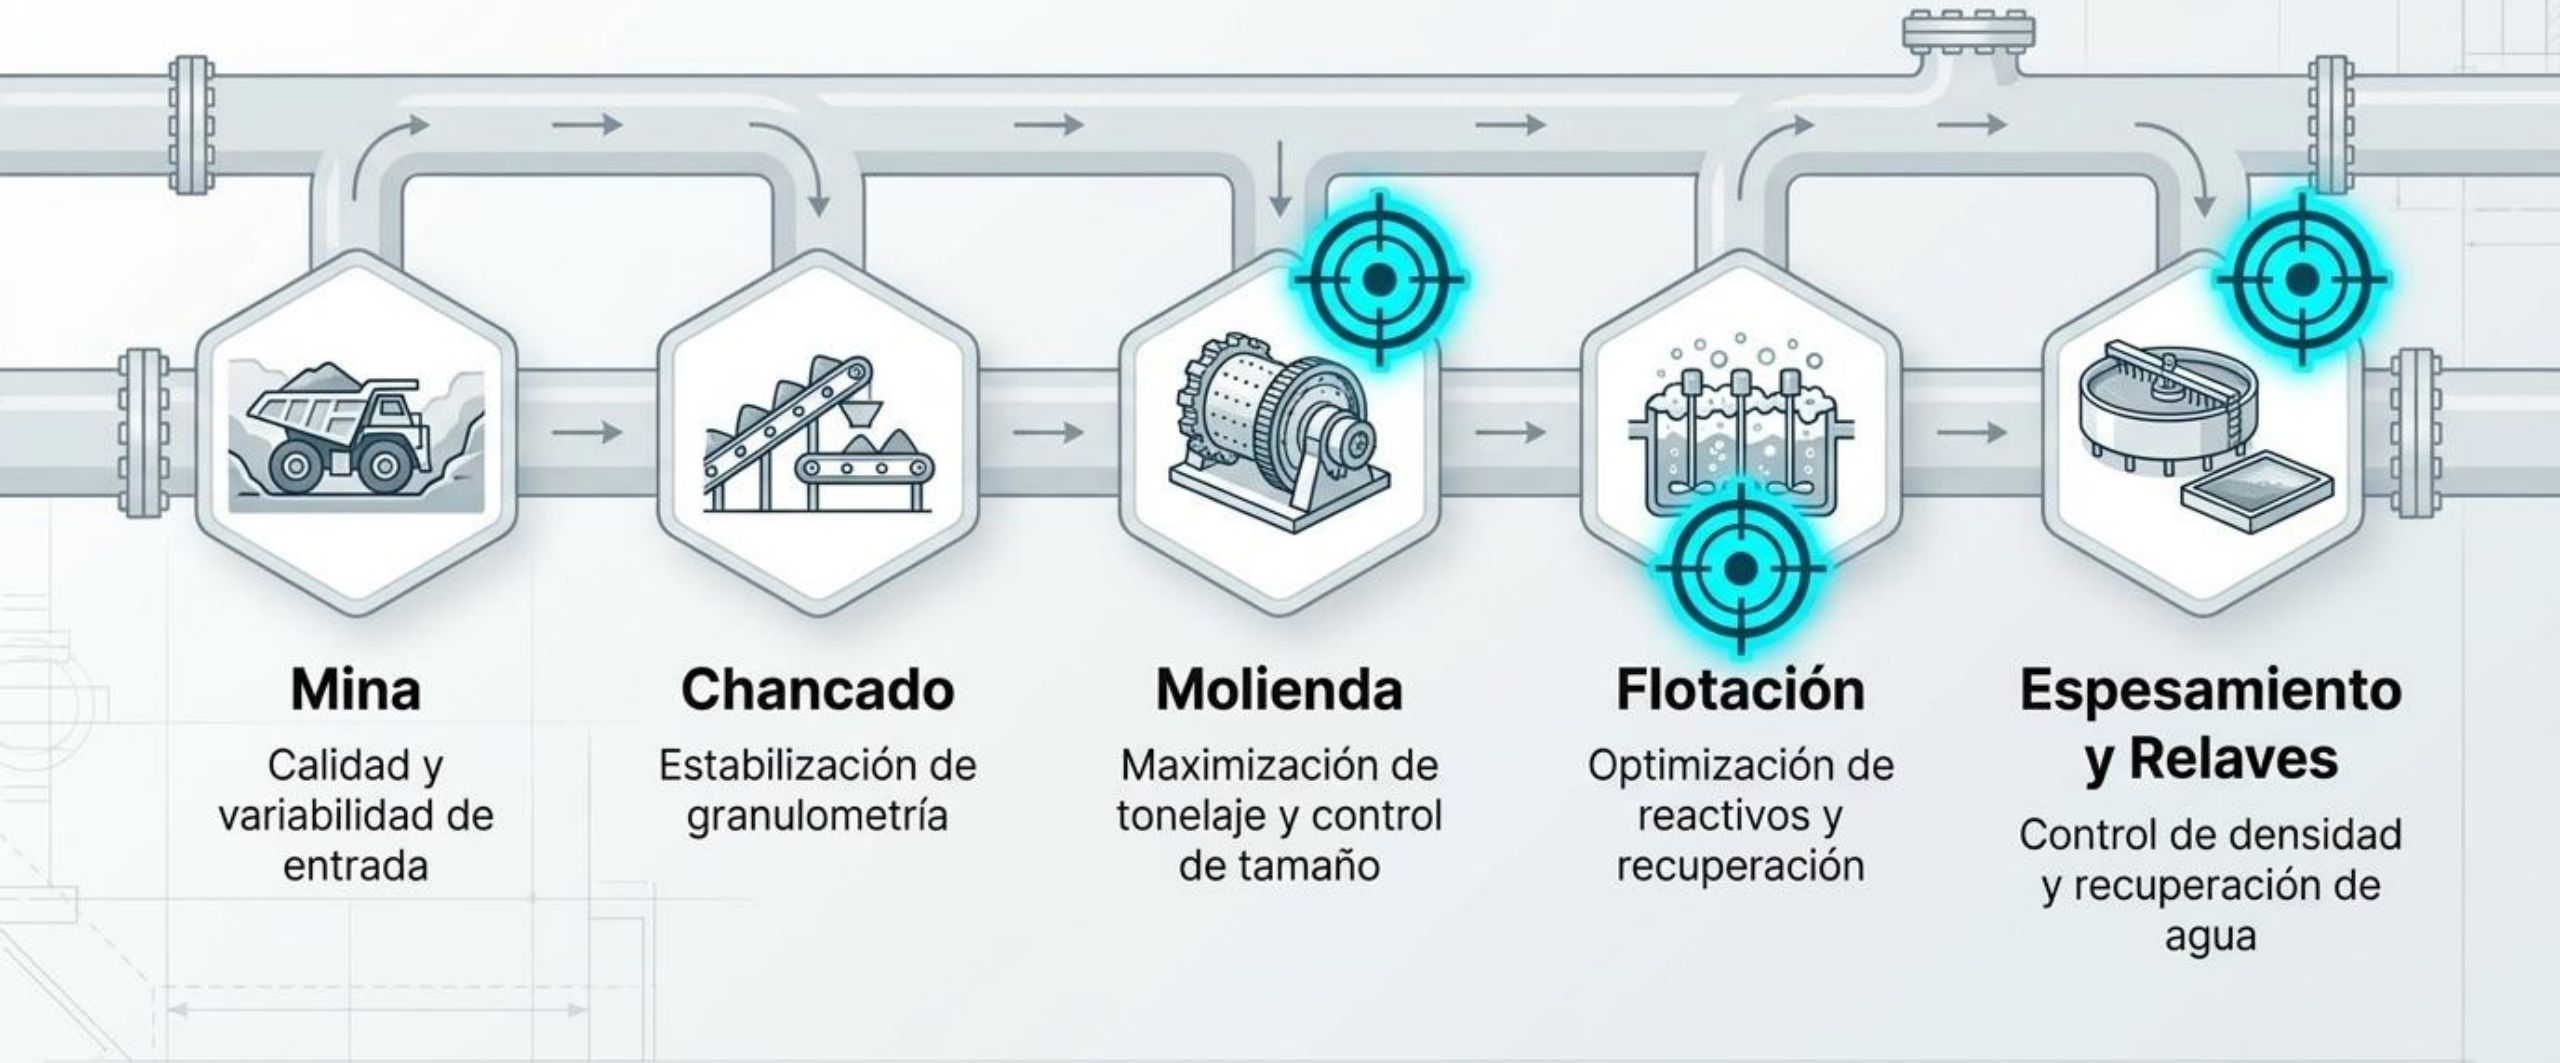 Mina
Calidad y
variabilidad de
entrada
Chancado
Estabilización de
granulometría
Molienda
Maximización de
tonelaje y control
de tamaño
Flotación
Optimización de
reactivos y
recuperación
Espesamiento
y Relaves
Control de densidad
y recuperación de
agua